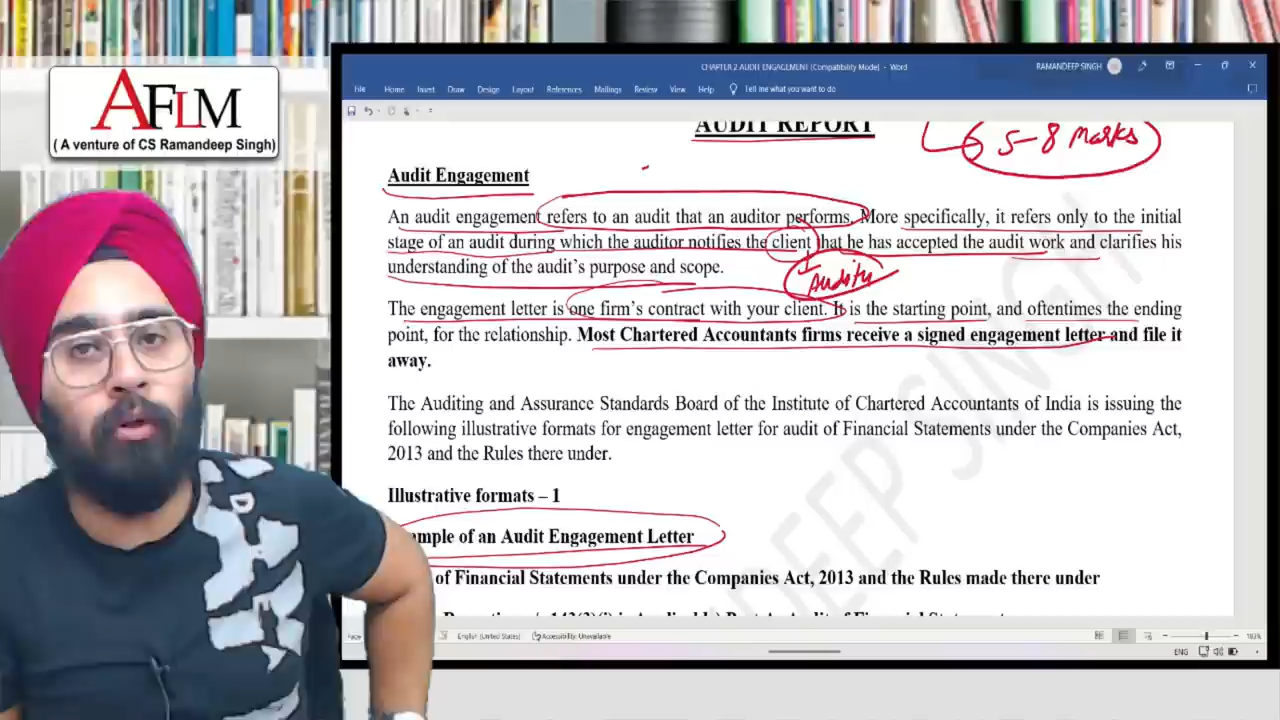 AFLM
( A venture of CS Ramandeep Singh)
CHAPTER 2 AUDIT ENGAGEMENT [Compatibility Mode] - Word
RAMANDEEP SINGH
File Home Insert Draw Design Layout References Mailings Review View Help Tell me what you want to do
AUDIT REPORT
5-8 Marks
Audit Engagement
An audit engagement refers to an audit that an auditor performs. More specifically, it refers only to the initial
stage of an audit during which the auditor notifies the client that he has accepted the audit work and clarifies his
understanding of the audit's purpose and scope.
The engagement letter is one firm's contract with your client. It is the starting point, and oftentimes the ending
point, for the relationship. Most Chartered Accountants firms receive a signed engagement letter and file it
away.
The Auditing and Assurance Standards Board of the Institute of Chartered Accountants of India is issuing the
following illustrative formats for engagement letter for audit of Financial Statements under the Companies Act,
2013 and the Rules there under.
Illustrative formats – 1
of an Audit Engagement Letter
of Financial Statements under the Companies Act, 2013 and the Rules made there under
DEEP SINGH
Page English (United States) Accessibility: Unavailable
ENG